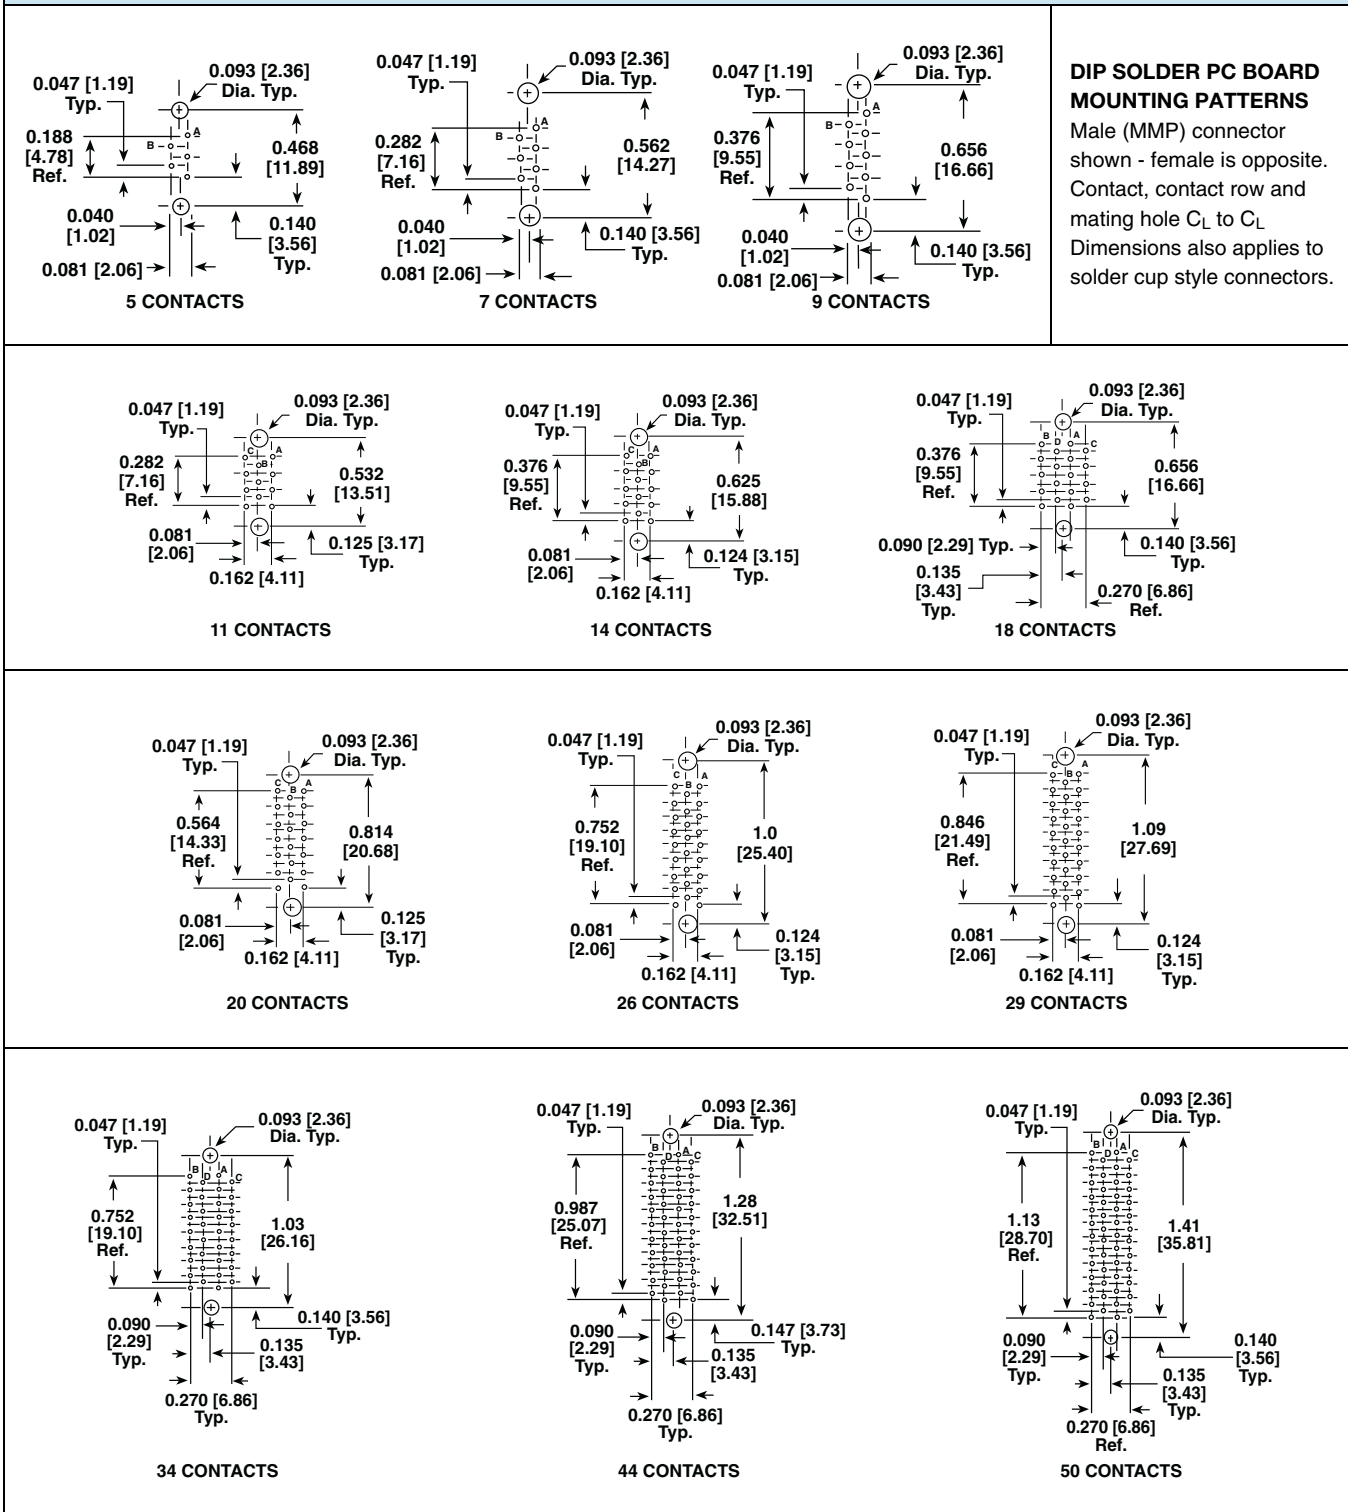 0.047 [1.19]
Typ.
0.093 [2.36]
Dia. Typ.
A
B
0.188
[4.78]
Ref.
0.468
[11.89]
0.040
[1.02]
0.140
[3.56]
Typ.
0.081 [2.06]
5 CONTACTS
0.047 [1.19]
Typ.
0.093 [2.36]
Dia. Typ.
A
B
0.282
[7.16]
Ref.
0.562
[14.27]
0.040
[1.02]
0.140 [3.56]
Typ.
0.081 [2.06]
7 CONTACTS
0.047 [1.19]
Typ.
0.093 [2.36]
Dia. Typ.
A
B
0.376
[9.55]
Ref.
0.656
[16.66]
0.040
[1.02]
0.140 [3.56]
Typ.
0.081 [2.06]
9 CONTACTS
DIP SOLDER PC BOARD
MOUNTING PATTERNS
Male (MMP) connector
shown - female is opposite.
Contact, contact row and
mating hole CL to CL
Dimensions also applies to
solder cup style connectors.
0.047 [1.19]
Typ.
0.093 [2.36]
Dia. Typ.
C
B
A
0.282
[7.16]
Ref.
0.532
[13.51]
0.081
[2.06]
0.125 [3.17]
Typ.
0.162 [4.11]
11 CONTACTS
0.047 [1.19]
Typ.
0.093 [2.36]
Dia. Typ.
C
B
A
0.376
[9.55]
Ref.
0.625
[15.88]
0.081
[2.06]
0.124 [3.15]
Typ.
0.162 [4.11]
14 CONTACTS
0.047 [1.19]
Typ.
0.093 [2.36]
Dia. Typ.
B
D
A
C
0.376
[9.55]
Ref.
0.656
[16.66]
0.090 [2.29] Typ.
0.140 [3.56]
Typ.
0.135
[3.43]
Typ.
0.270 [6.86]
Ref.
18 CONTACTS
0.047 [1.19]
Typ.
0.093 [2.36]
Dia. Typ.
C
B
A
0.564
[14.33]
Ref.
0.814
[20.68]
0.081
[2.06]
0.125
[3.17]
Typ.
0.162 [4.11]
20 CONTACTS
0.047 [1.19]
Typ.
0.093 [2.36]
Dia. Typ.
C
B
A
0.752
[19.10]
Ref.
1.0
[25.40]
0.081
[2.06]
0.124
[3.15]
Typ.
0.162 [4.11]
26 CONTACTS
0.047 [1.19]
Typ.
0.093 [2.36]
Dia. Typ.
C
B
A
0.846
[21.49]
Ref.
1.09
[27.69]
0.081
[2.06]
0.124
[3.15]
Typ.
0.162 [4.11]
29 CONTACTS
0.047 [1.19]
Typ.
0.093 [2.36]
Dia. Typ.
B
D
A
C
0.752
[19.10]
Ref.
1.03
[26.16]
0.090
[2.29]
Typ.
0.140 [3.56]
Typ.
0.135
[3.43]
0.270 [6.86]
Typ.
34 CONTACTS
0.047 [1.19]
Typ.
0.093 [2.36]
Dia. Typ.
B
D
A
C
0.987
[25.07]
Ref.
1.28
[32.51]
0.090
[2.29]
Typ.
0.147 [3.73]
Typ.
0.135
[3.43]
0.270 [6.86]
Typ.
44 CONTACTS
0.047 [1.19]
Typ.
0.093 [2.36]
Dia. Typ.
B
D
A
C
1.13
[28.70]
Ref.
1.41
[35.81]
0.090
[2.29]
Typ.
0.140
[3.56]
Typ.
0.135
[3.43]
Typ.
0.270 [6.86]
Ref.
50 CONTACTS